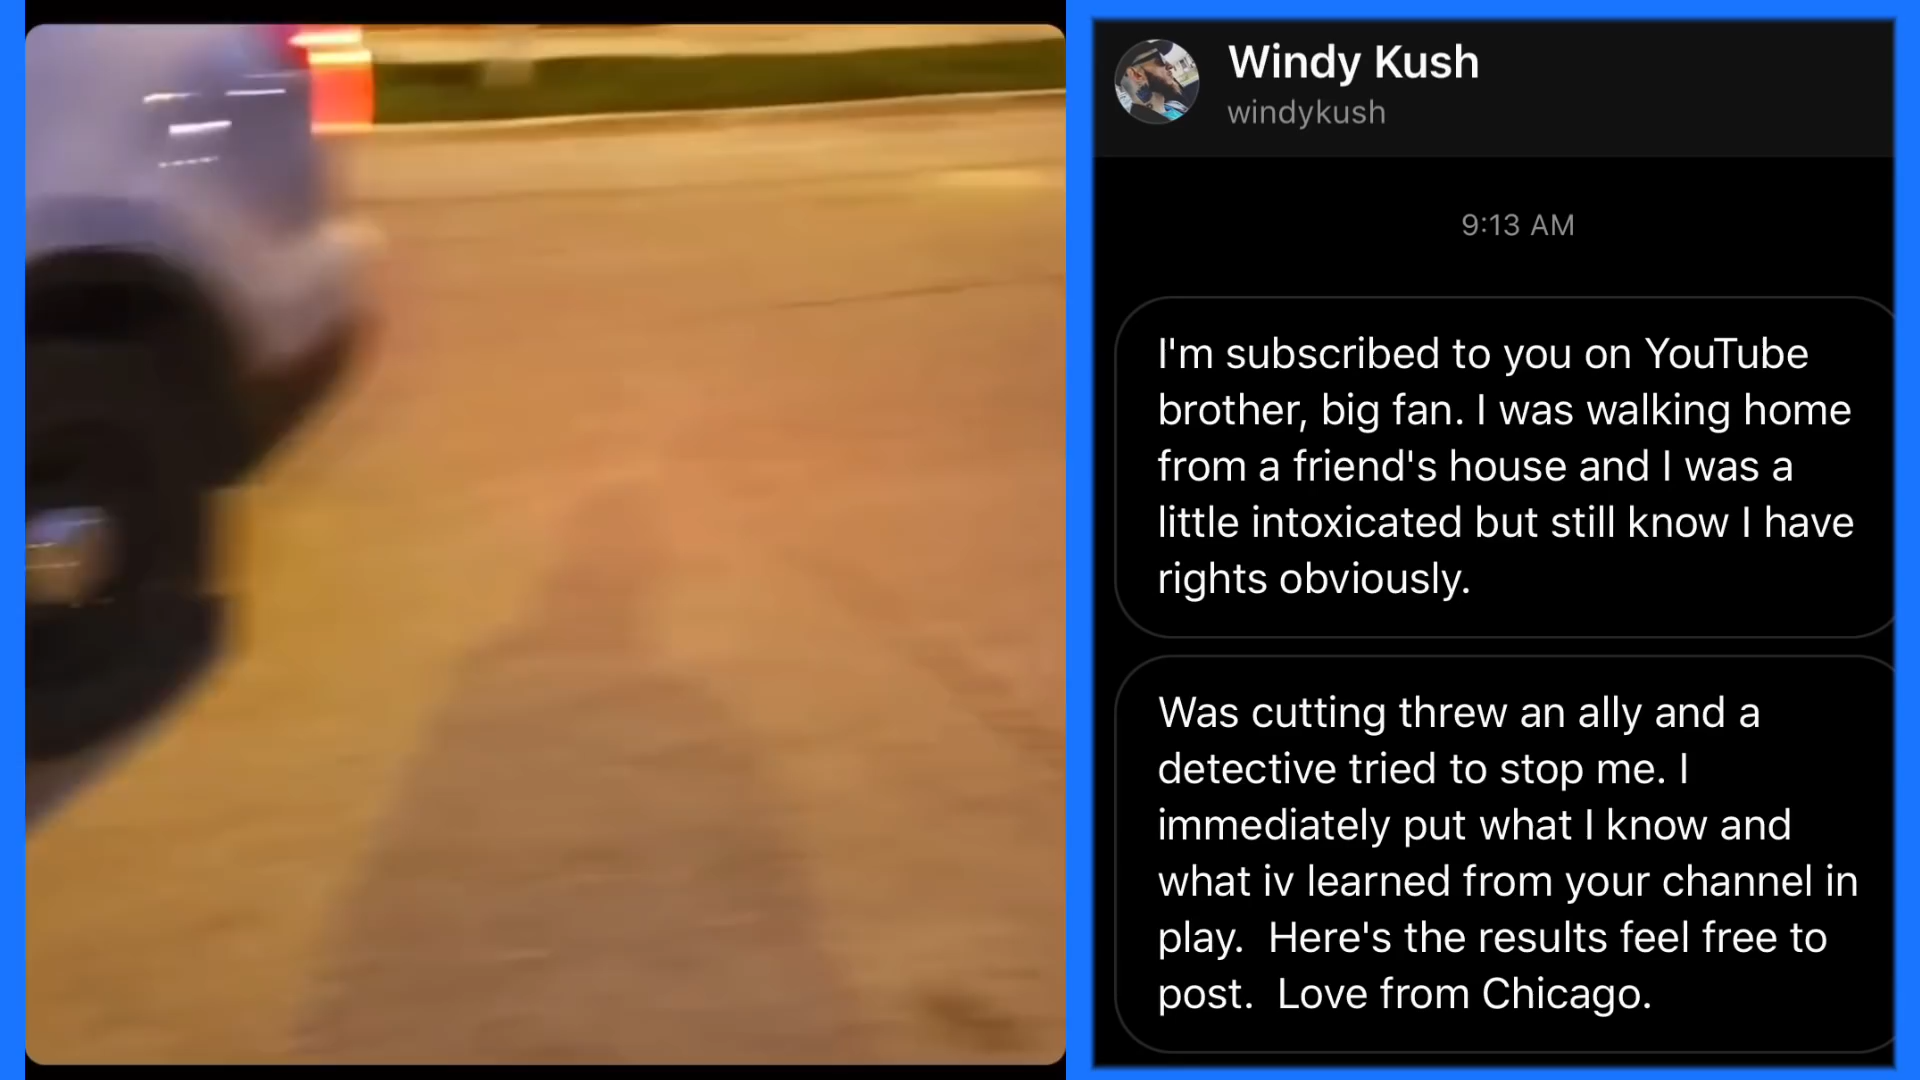 Windy Kush
windykush
9:13 AM
I'm subscribed to you on YouTube
brother, big fan. I was walking home
from a friend's house and I was a
little intoxicated but still know I have
rights obviously.
Was cutting threw an ally and a
detective tried to stop me. I
immediately put what I know and
what iv learned from your channel in
play.  Here's the results feel free to
post.  Love from Chicago.